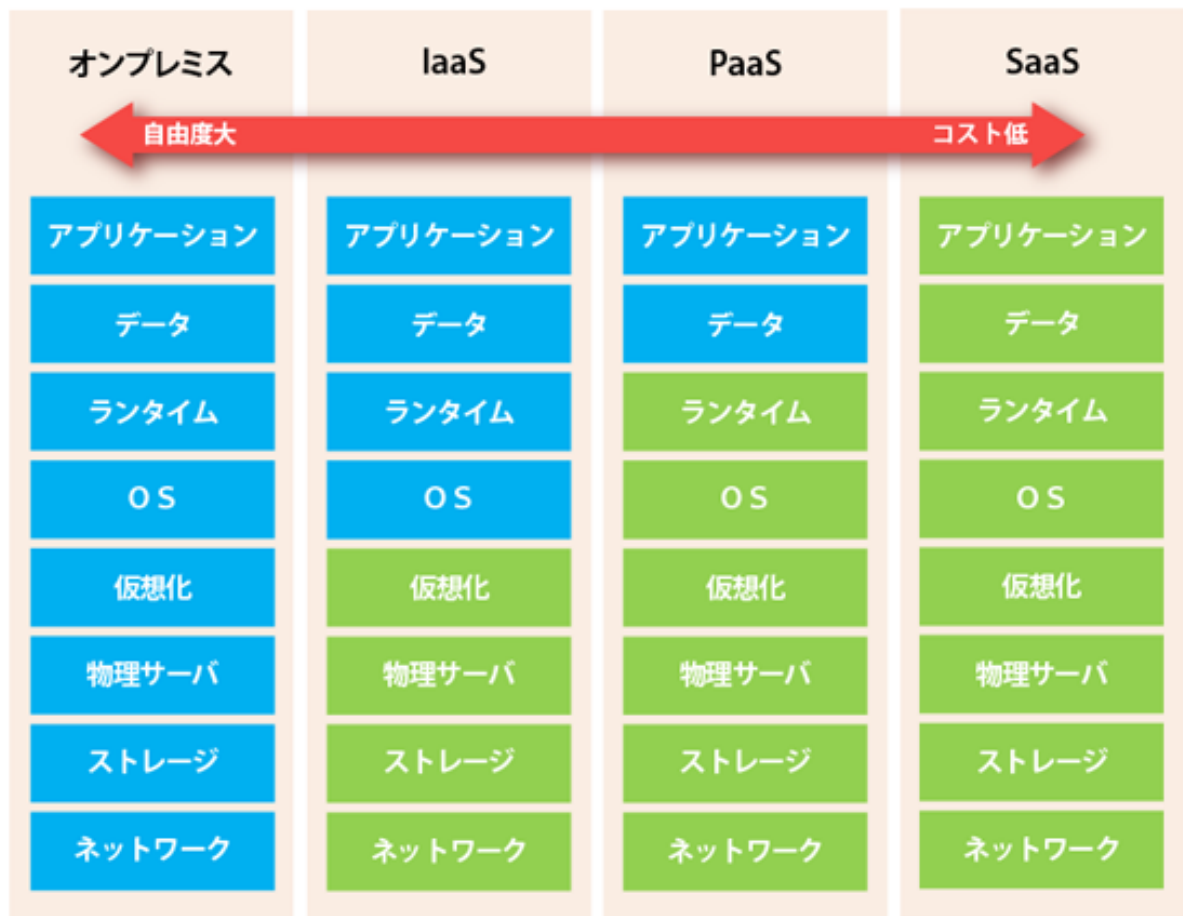 オンプレミス
IaaS
PaaS
SaaS
自由度大
コスト低
アプリケーション
アプリケーション
アプリケーション
アプリケーション
データ
データ
データ
データ
ランタイム
ランタイム
ランタイム
ランタイム
ＯＳ
ＯＳ
ＯＳ
ＯＳ
仮想化
仮想化
仮想化
仮想化
物理サーバ
物理サーバ
物理サーバ
物理サーバ
ストレージ
ストレージ
ストレージ
ストレージ
ネットワーク
ネットワーク
ネットワーク
ネットワーク